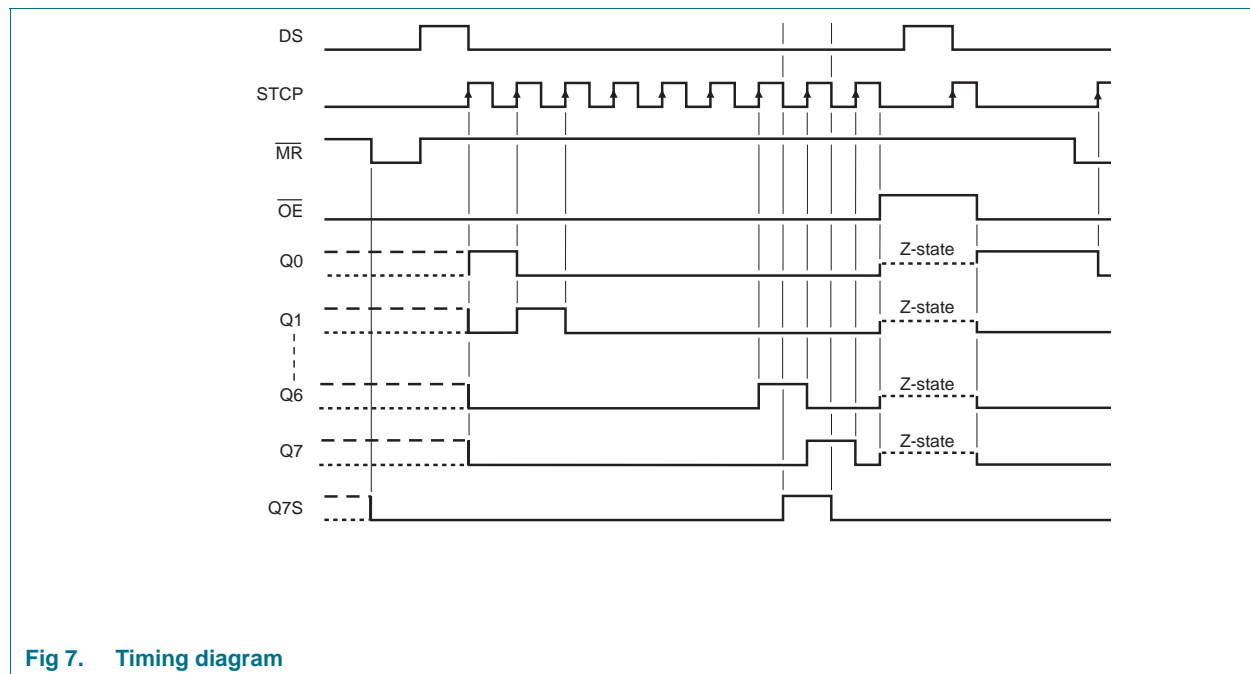 DS
STCP
MR
OE
Q0
Z-state
Q1
Z-state
Q6
Z-state
Q7
Z-state
Q7S
Fig 7. Timing diagram